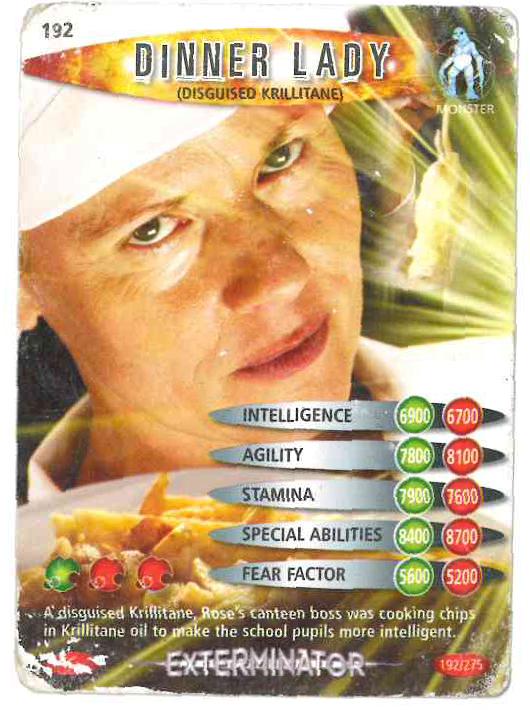 192
DINNER LADY
(DISGUISED KRILLITANE)
MONSTER
INTELLIGENCE 6900 6700
AGILITY 7800 8100
STAMINA 7900 7600
SPECIAL ABILITIES 8400 8700
FEAR FACTOR 5600 5200
A disguised Krillitane, Rose's canteen boss was cooking chips
in Krillitane oil to make the school pupils more intelligent.
EXTERMINATOR
192/275